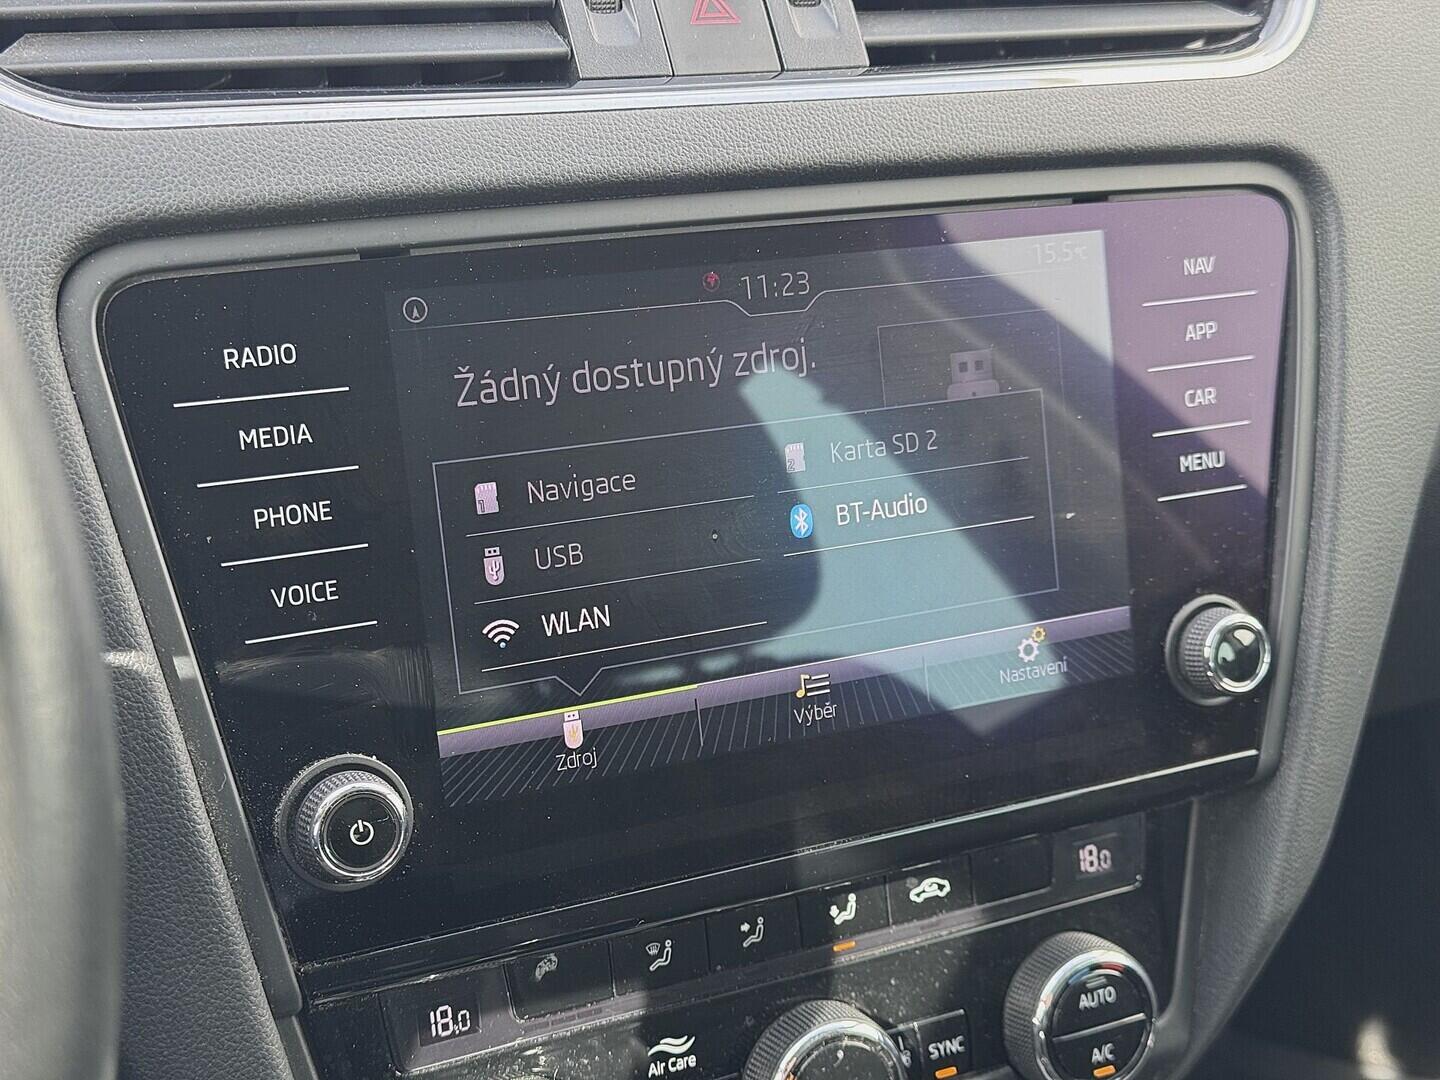 11:23
15.5°C
Žádný dostupný zdroj.
Navigace
Karta SD 2
USB
BT-Audio
WLAN
Zdroj
Výběr
Nastavení
RADIO
MEDIA
PHONE
VOICE
NAV
APP
CAR
MENU
18.0
18.0
Air Care
SYNC
AUTO
A/C